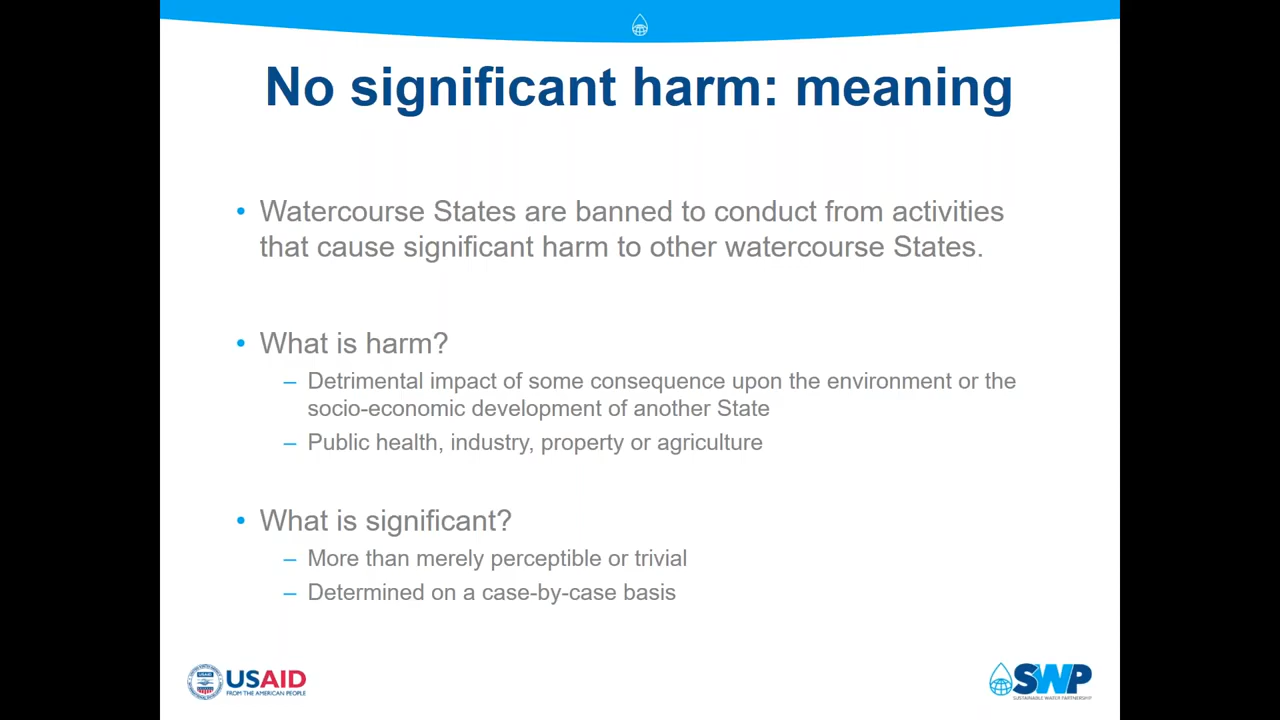 No significant harm: meaning
• Watercourse States are banned to conduct from activities
that cause significant harm to other watercourse States.
• What is harm?
– Detrimental impact of some consequence upon the environment or the
socio-economic development of another State
– Public health, industry, property or agriculture
• What is significant?
– More than merely perceptible or trivial
– Determined on a case-by-case basis
USAID
FROM THE AMERICAN PEOPLE
SWP
SUSTAINABLE WATER PARTNERSHIP